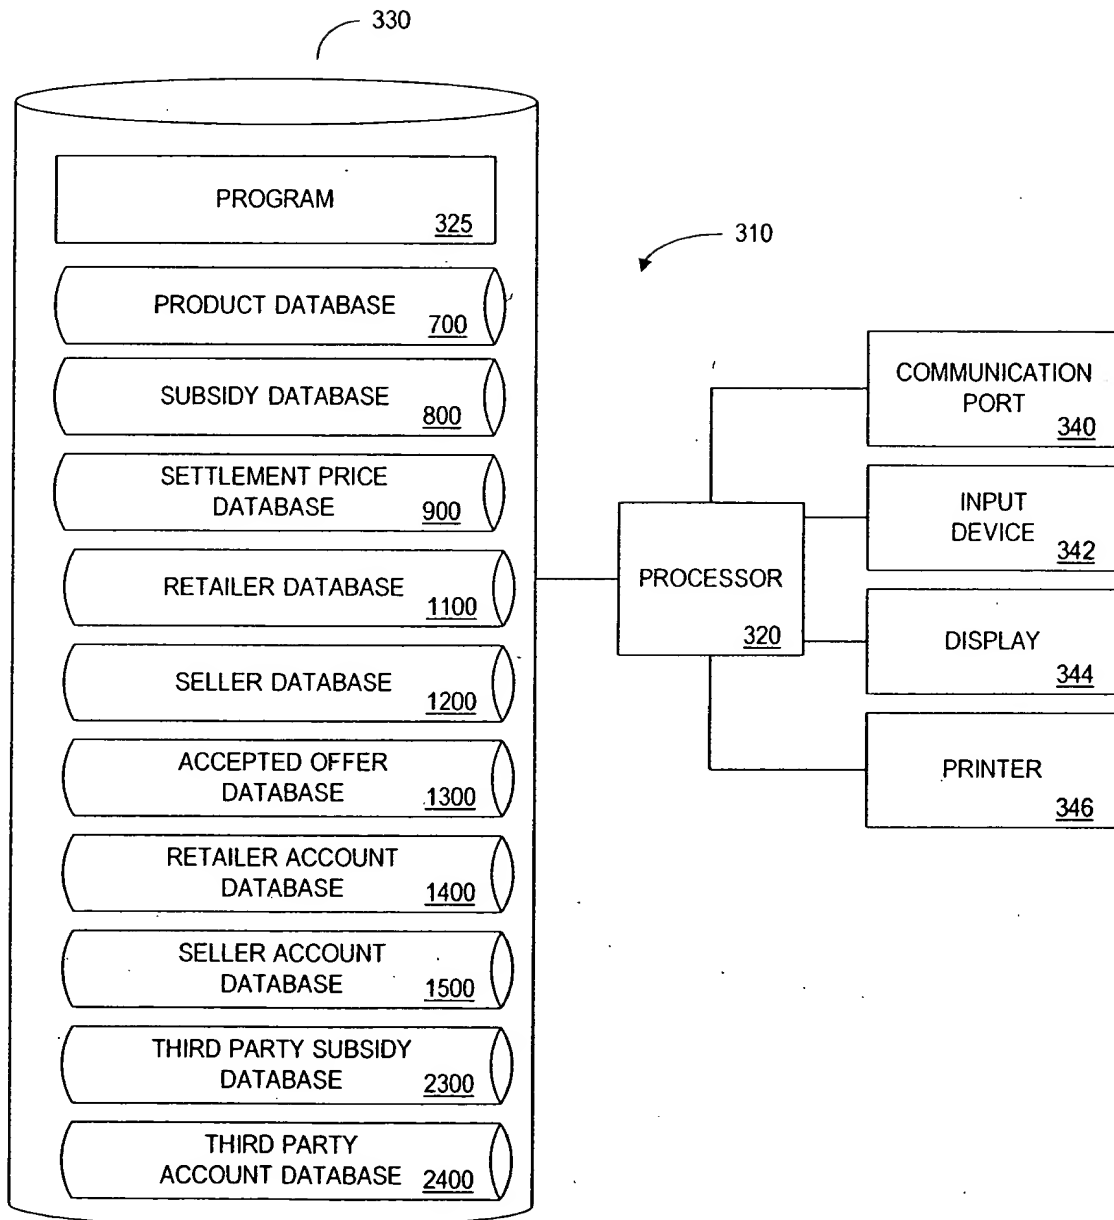 330
PROGRAM
325
310
PRODUCT DATABASE
700
SUBSIDY DATABASE
800
SETTLEMENT PRICE
DATABASE
900
RETAILER DATABASE
1100
SELLER DATABASE
1200
ACCEPTED OFFER
DATABASE
1300
RETAILER ACCOUNT
DATABASE
1400
SELLER ACCOUNT
DATABASE
1500
THIRD PARTY SUBSIDY
DATABASE
2300
THIRD PARTY
ACCOUNT DATABASE
2400
PROCESSOR
320
COMMUNICATION
PORT
340
INPUT
DEVICE
342
DISPLAY
344
PRINTER
346